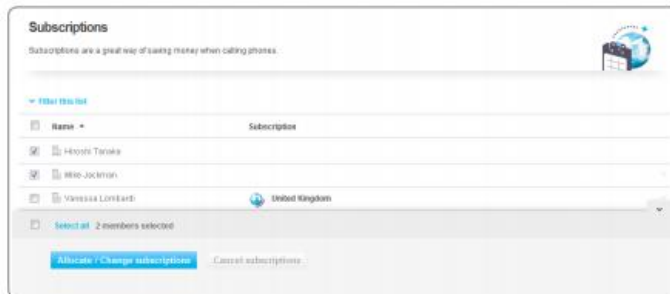 Subscriptions
Subscriptions are a great way of saving money when calling phones.
Filter this list
Name Subscription
Hiroshi Tanaka
Mike Jackman
Vanessa Lombardi United Kingdom
Select all 2 members selected
Allocate / Change subscriptions Cancel subscriptions